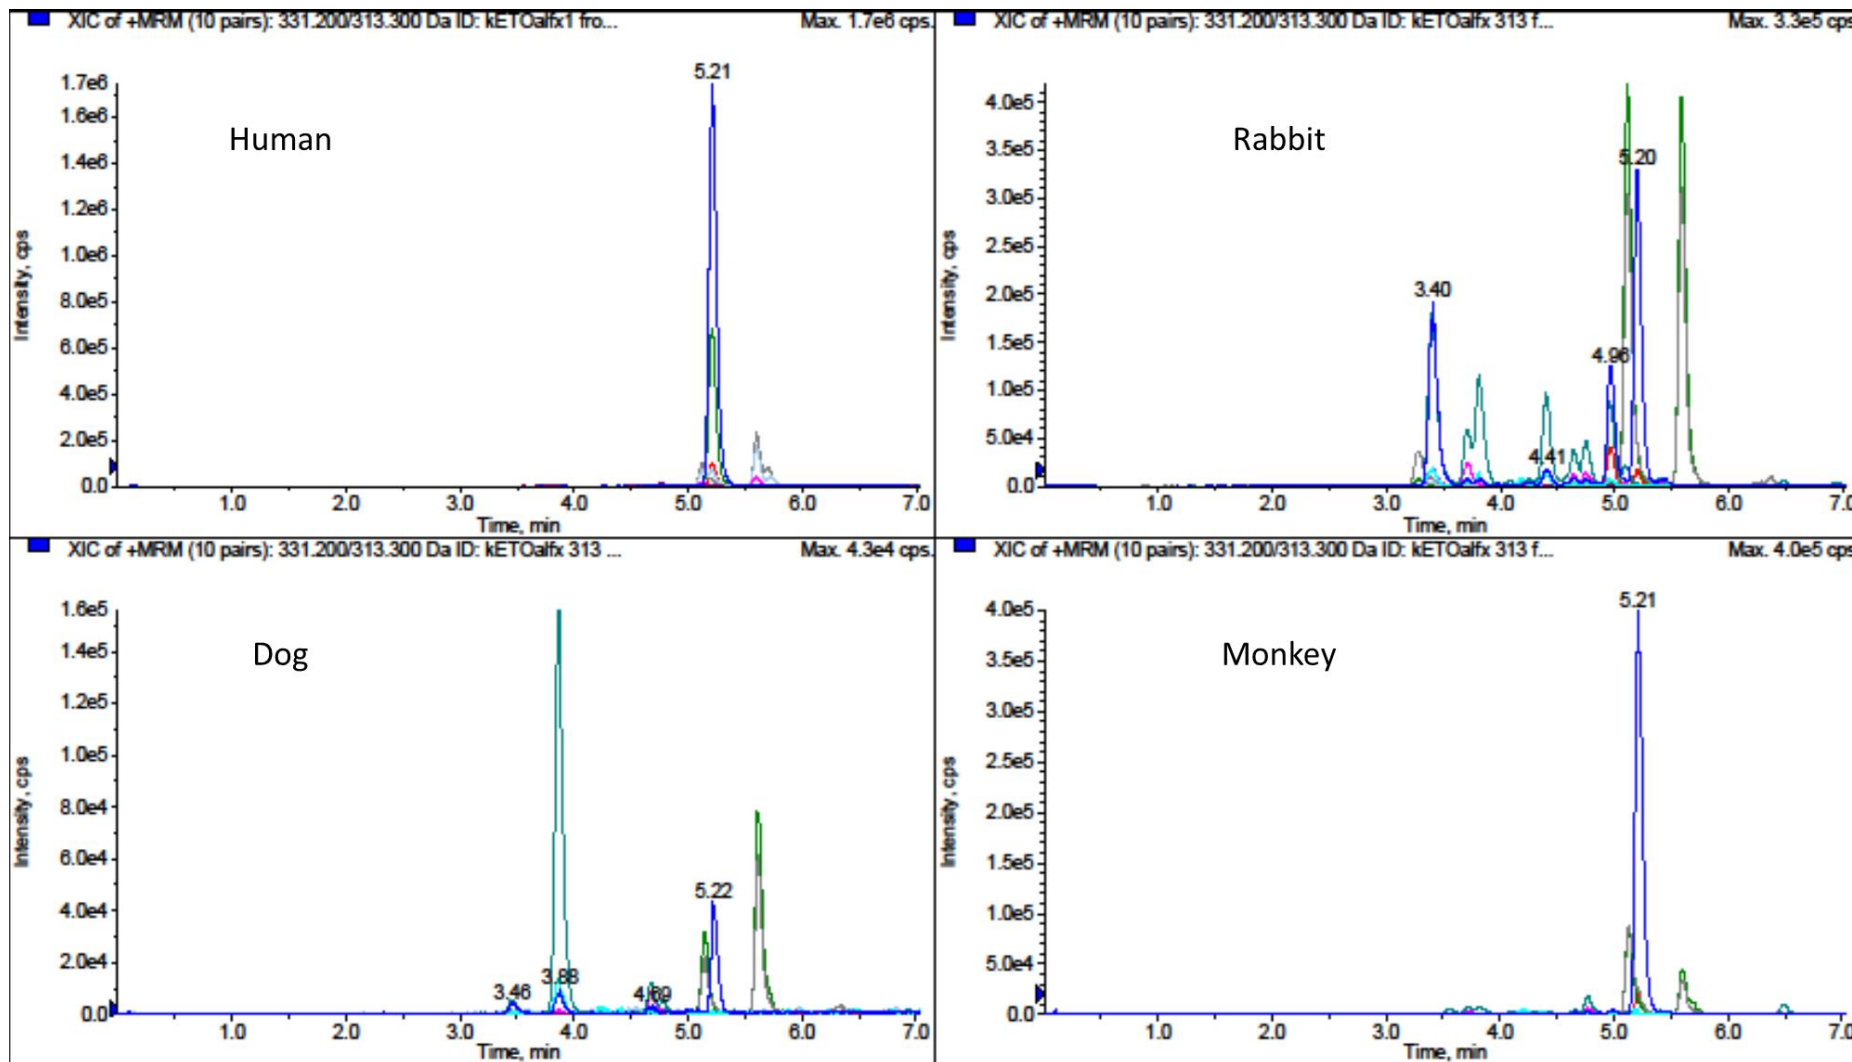 XIC of +MRM (10 pairs): 331.200/313.300 Da ID: kETOalfx1 fro... Max. 1.7e6 cps.
5.21
1.7e6
1.6e6
1.4e6
1.2e6
1.0e6
8.0e5
6.0e5
4.0e5
2.0e5
0.0
Intensity, cps
Human
1.0 2.0 3.0 4.0 5.0 6.0 7.0
Time, min
XIC of +MRM (10 pairs): 331.200/313.300 Da ID: kETOalfx 313 f... Max. 3.3e5 cps
4.0e5
3.5e5
3.0e5
2.5e5
2.0e5
1.5e5
1.0e5
5.0e4
0.0
Intensity, cps
Rabbit
5.20
3.40
4.96
4.41
1.0 2.0 3.0 4.0 5.0 6.0 7.0
Time, min
XIC of +MRM (10 pairs): 331.200/313.300 Da ID: kETOalfx 313 ... Max. 4.3e4 cps.
1.6e5
1.4e5
1.2e5
1.0e5
8.0e4
6.0e4
4.0e4
2.0e4
0.0
Intensity, cps
Dog
5.22
3.46
3.88
4.69
1.0 2.0 3.0 4.0 5.0 6.0 7.0
Time, min
XIC of +MRM (10 pairs): 331.200/313.300 Da ID: kETOalfx 313 f... Max. 4.0e5 cps
5.21
4.0e5
3.5e5
3.0e5
2.5e5
2.0e5
1.5e5
1.0e5
5.0e4
0.0
Intensity, cps
Monkey
1.0 2.0 3.0 4.0 5.0 6.0 7.0
Time, min